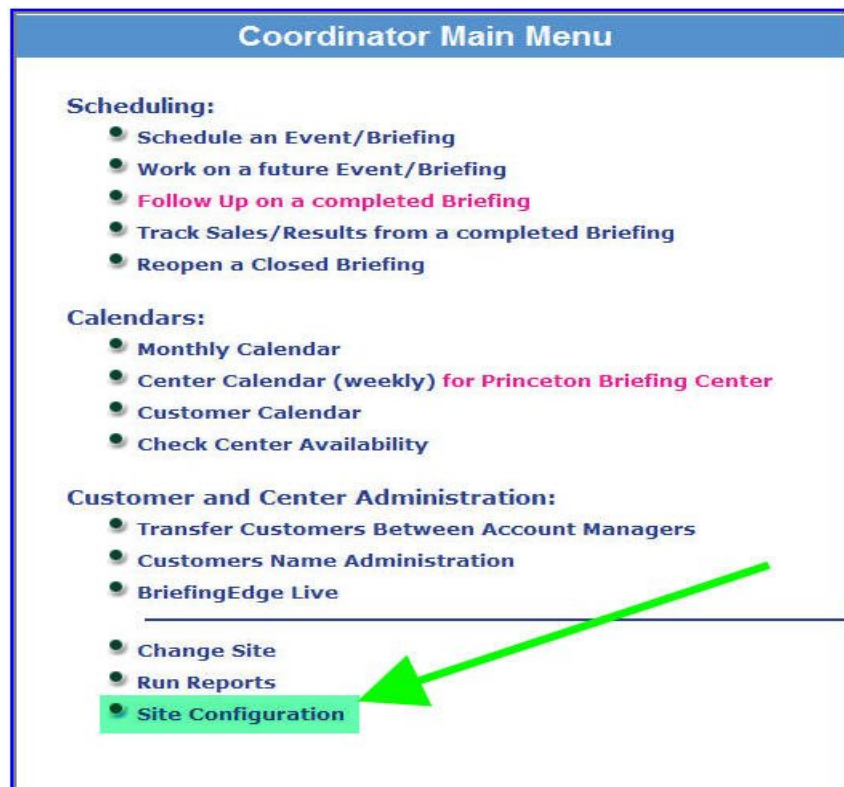 Coordinator Main Menu
Scheduling:
Schedule an Event/Briefing
Work on a future Event/Briefing
Follow Up on a completed Briefing
Track Sales/Results from a completed Briefing
Reopen a Closed Briefing
Calendars:
Monthly Calendar
Center Calendar (weekly) for Princeton Briefing Center
Customer Calendar
Check Center Availability
Customer and Center Administration:
Transfer Customers Between Account Managers
Customers Name Administration
BriefingEdge Live
Change Site
Run Reports
Site Configuration